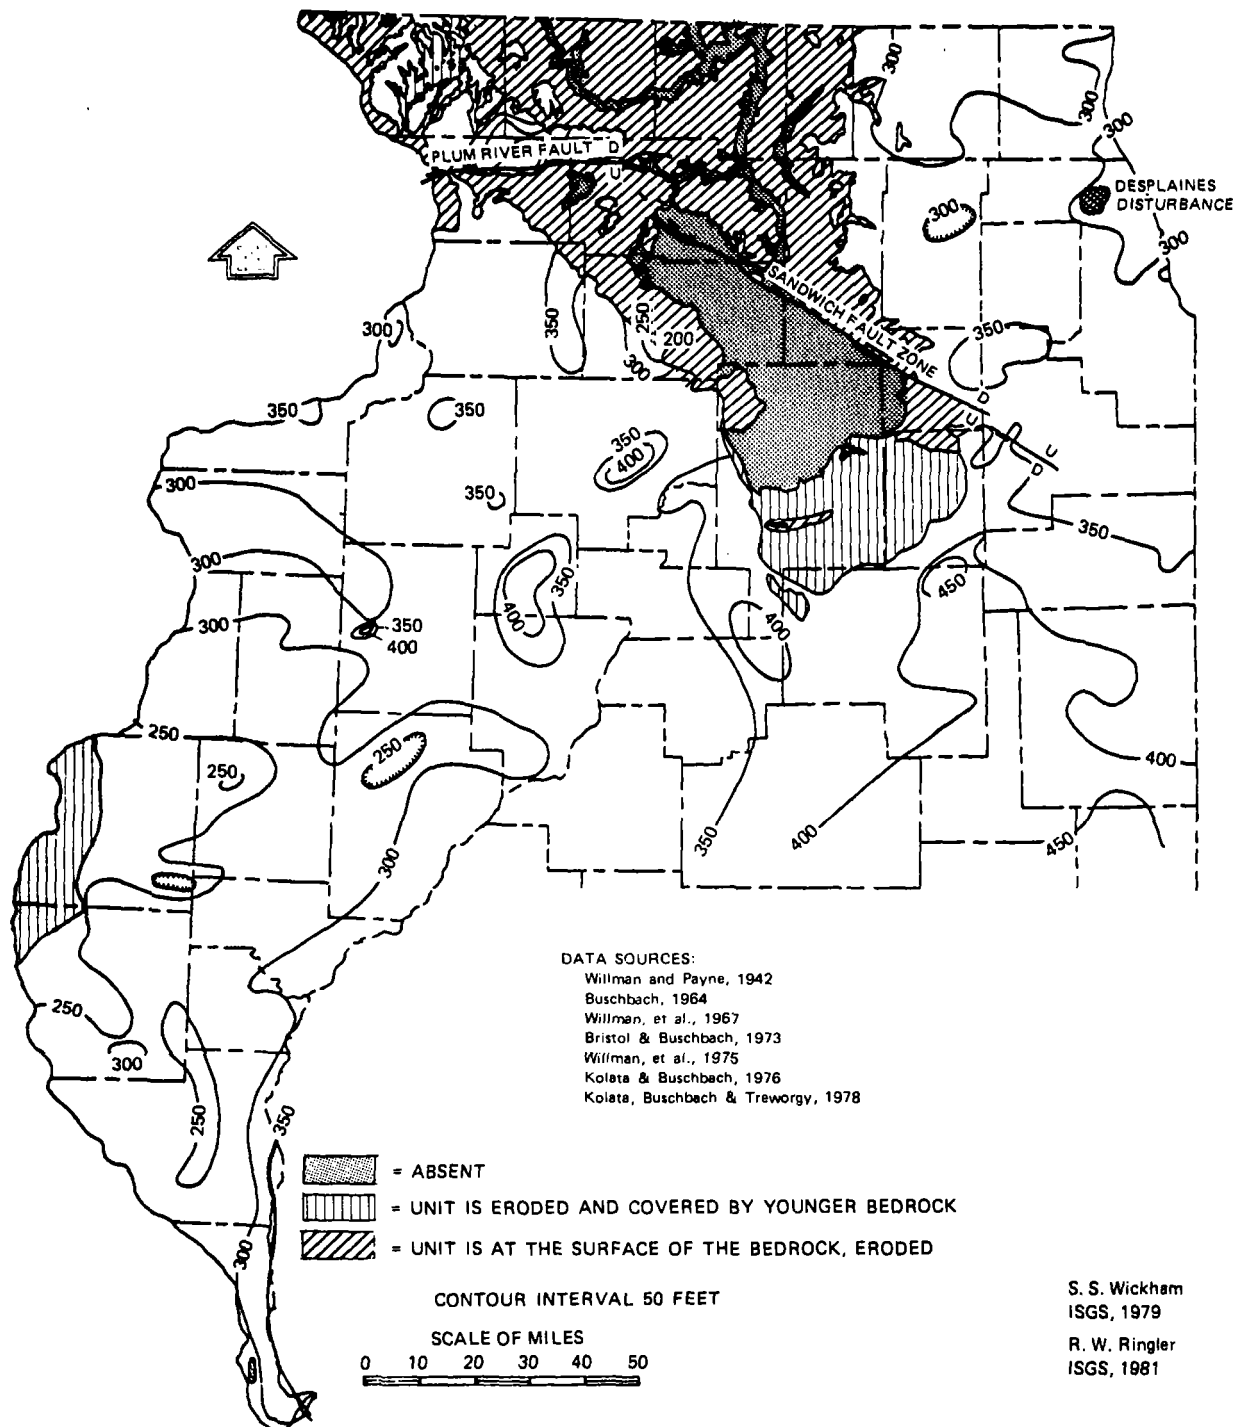 300
300
300
PLUM RIVER FAULT
D
U
DESPLAINES
DISTURBANCE
300
300
SANDWICH FAULT ZONE
300
350
250
200
300
350
D
U
U
D
350
350
350
400
300
350
350
450
300
350
400
350
400
400
300
250
250
250
400
300
350
400
450
250
300
250
350
300
DATA SOURCES:
Willman and Payne, 1942
Buschbach, 1964
Willman, et al., 1967
Bristol & Buschbach, 1973
Willman, et al., 1975
Kolata & Buschbach, 1976
Kolata, Buschbach & Treworgy, 1978
= ABSENT
= UNIT IS ERODED AND COVERED BY YOUNGER BEDROCK
= UNIT IS AT THE SURFACE OF THE BEDROCK, ERODED
CONTOUR INTERVAL 50 FEET
SCALE OF MILES
0 10 20 30 40 50
S. S. Wickham
ISGS, 1979
R. W. Ringler
ISGS, 1981